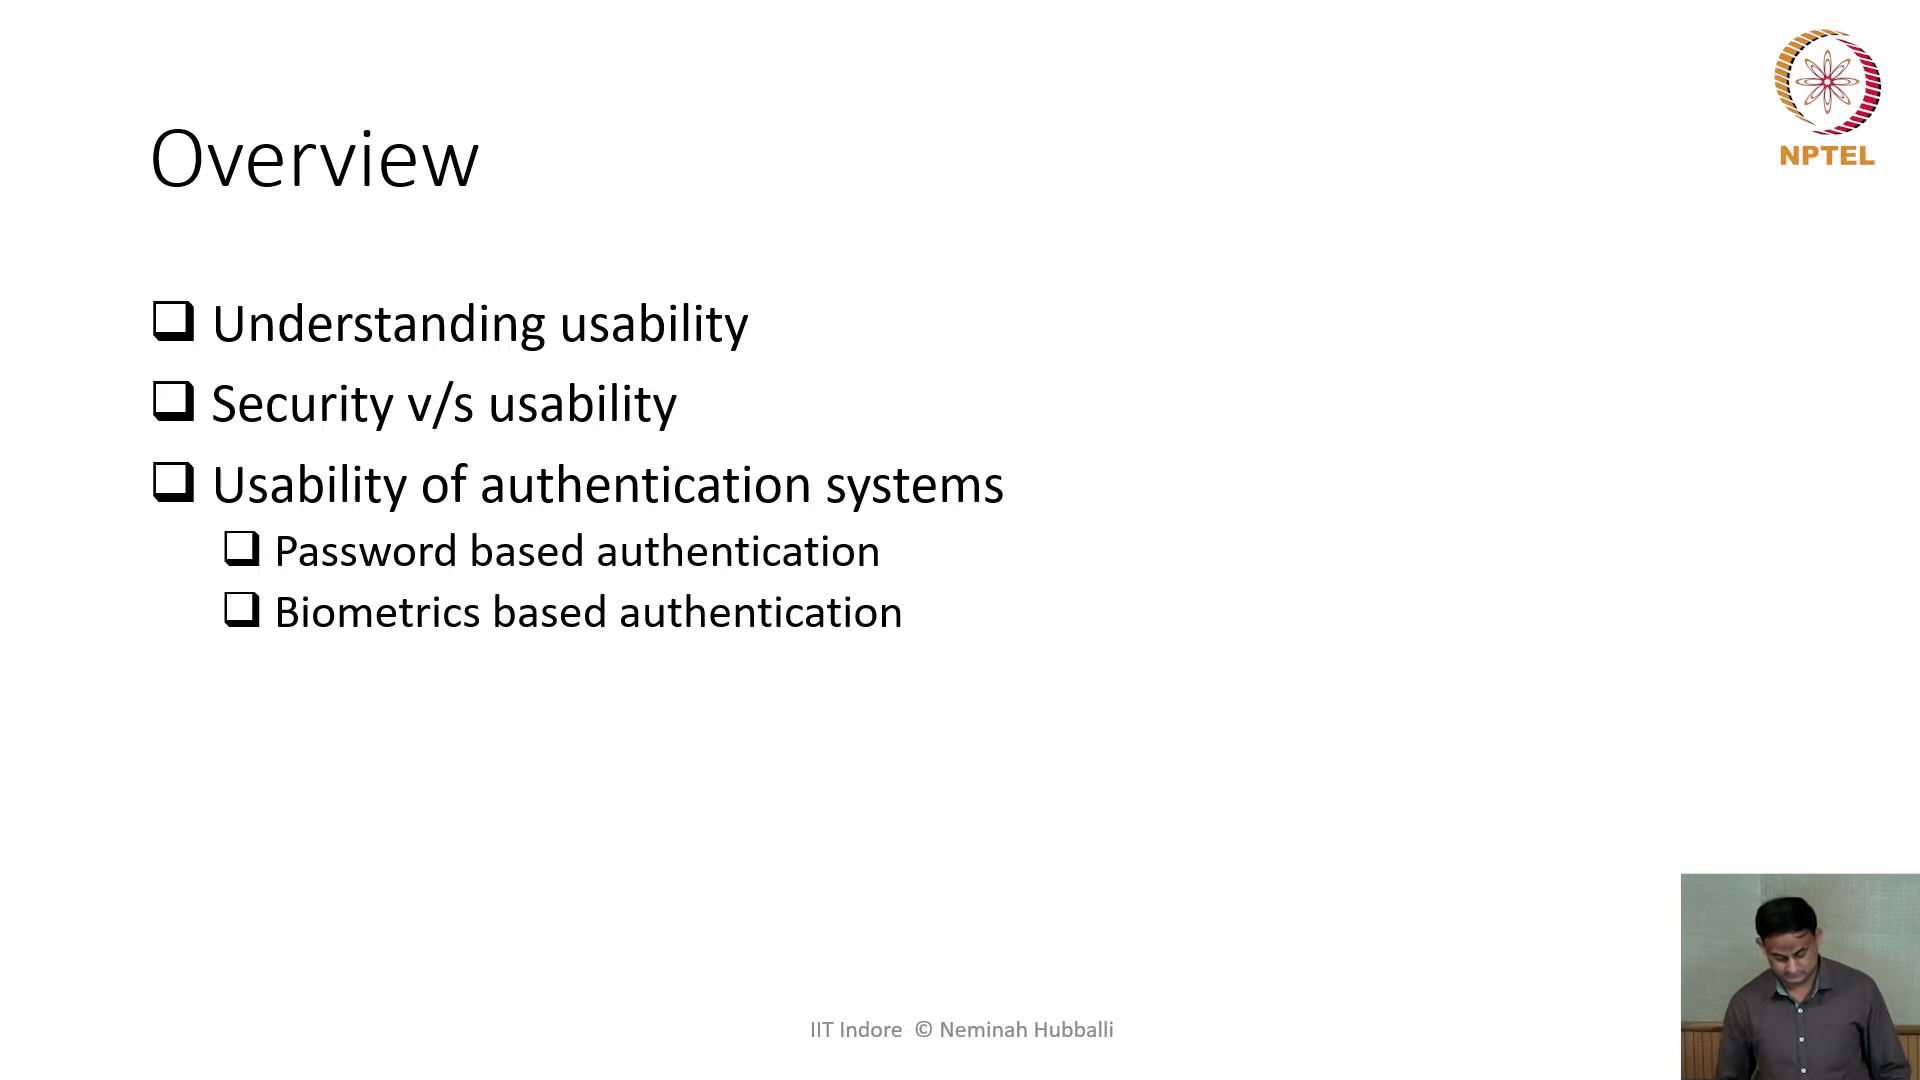 NPTEL
Overview
Understanding usability
Security v/s usability
Usability of authentication systems
Password based authentication
Biometrics based authentication
IIT Indore © Neminah Hubballi